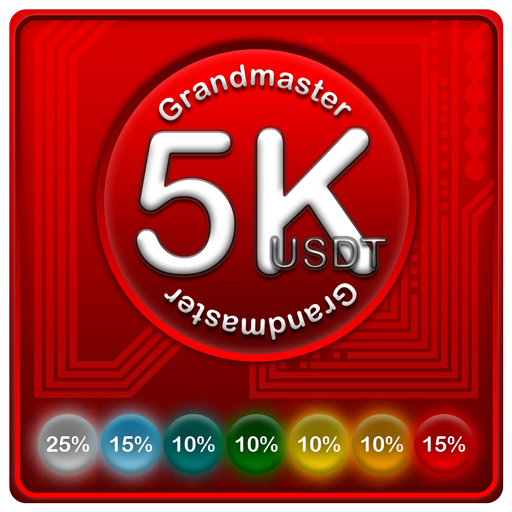 Grandmaster
5K
USDT
Grandmaster
25% 15% 10% 10% 10% 10% 15%